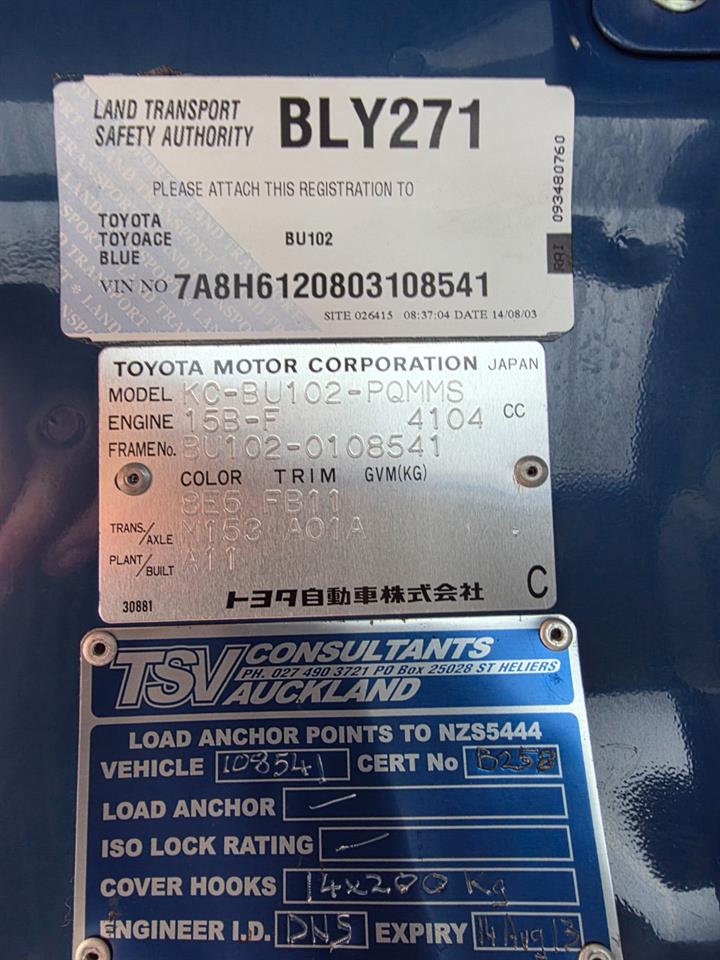 LAND TRANSPORT
SAFETY AUTHORITY
BLY271
PLEASE ATTACH THIS REGISTRATION TO
TOYOTA
TOYOACE BU102
BLUE
VIN NO 7A8H6120803108541
SITE 026415 08:37:04 DATE 14/08/03
RAI 093480760
TOYOTA MOTOR CORPORATION JAPAN
MODEL KC-BU102-PQMMS
ENGINE 15B-F 4104 CC
FRAME No. BU102-0108541
COLOR TRIM GVM(KG)
8E5 FB11
TRANS./AXLE M153 A01A
PLANT/BUILT A11
30881 トヨタ自動車株式会社 C
TSV CONSULTANTS
PH. 027 490 3721 PO Box 25028 ST HELIERS
AUCKLAND
LOAD ANCHOR POINTS TO NZS5444
VEHICLE 108541 CERT No B258
LOAD ANCHOR —
ISO LOCK RATING —
COVER HOOKS 14x200 Kg
ENGINEER I.D. DNS EXPIRY 14 Aug 13